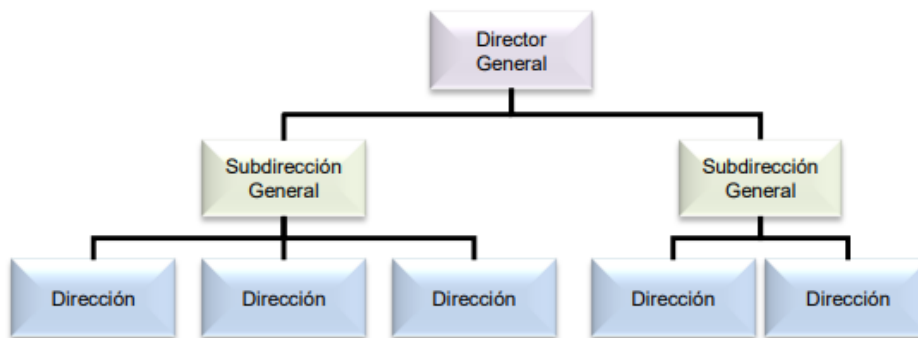 Director
General
Subdirección
General
Subdirección
General
Dirección
Dirección
Dirección
Dirección
Dirección